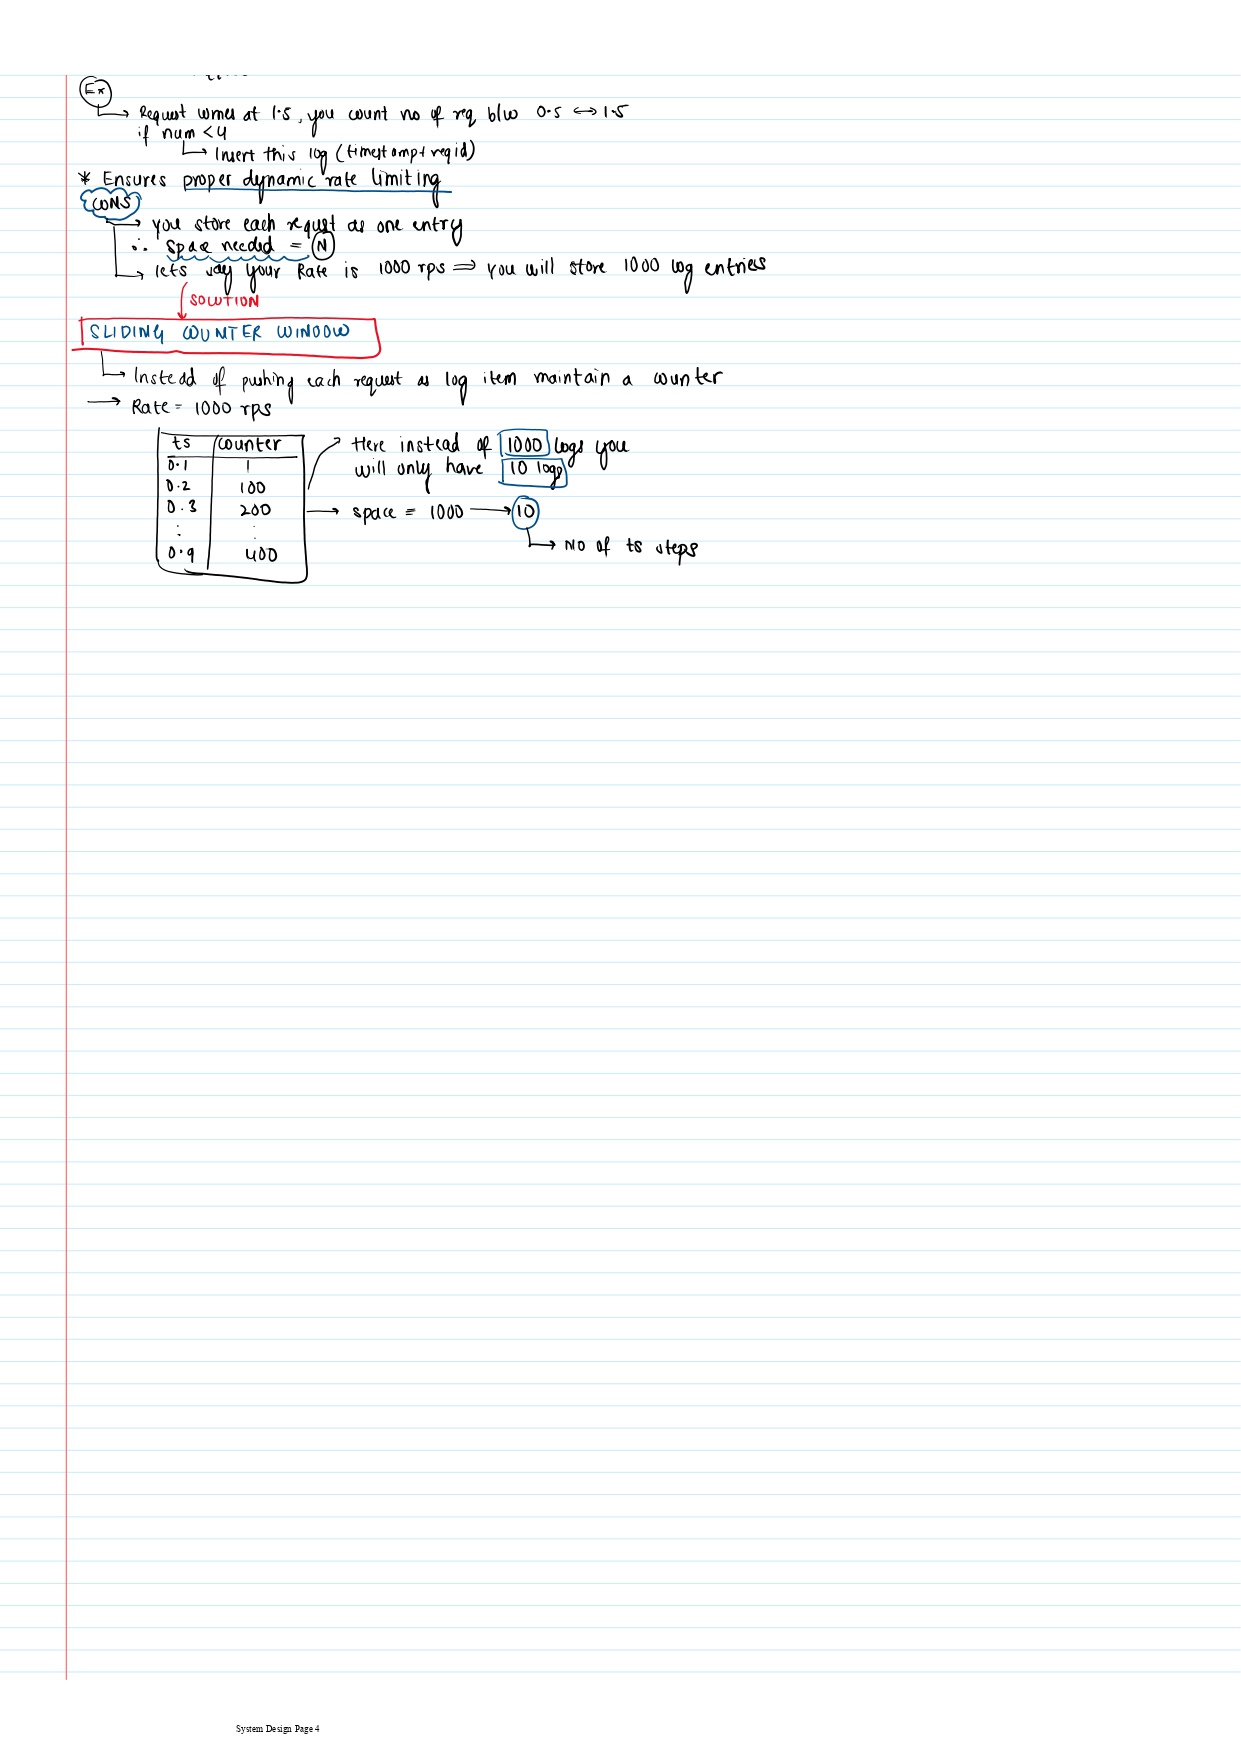 Ex
→ Request comes at 1.5, you count no of req b/w 0.5 ↔ 1.5
if num < 4
→ Insert this log (timestamp + reqid)
* Ensures proper dynamic rate limiting
CONS
→ you store each request as one entry
∴ Space needed = N
→ lets say your Rate is 1000 rps ⇒ you will store 1000 log entries
SOLUTION
SLIDING COUNTER WINDOW
→ Instead of pushing each request as log item maintain a counter
→ Rate = 1000 rps
ts counter
0.1 1
0.2 100
0.3 200
: :
0.9 400
Here instead of 1000 logs you
will only have 10 logs
→ space = 1000 → 10
→ No of ts steps
System Design Page 4